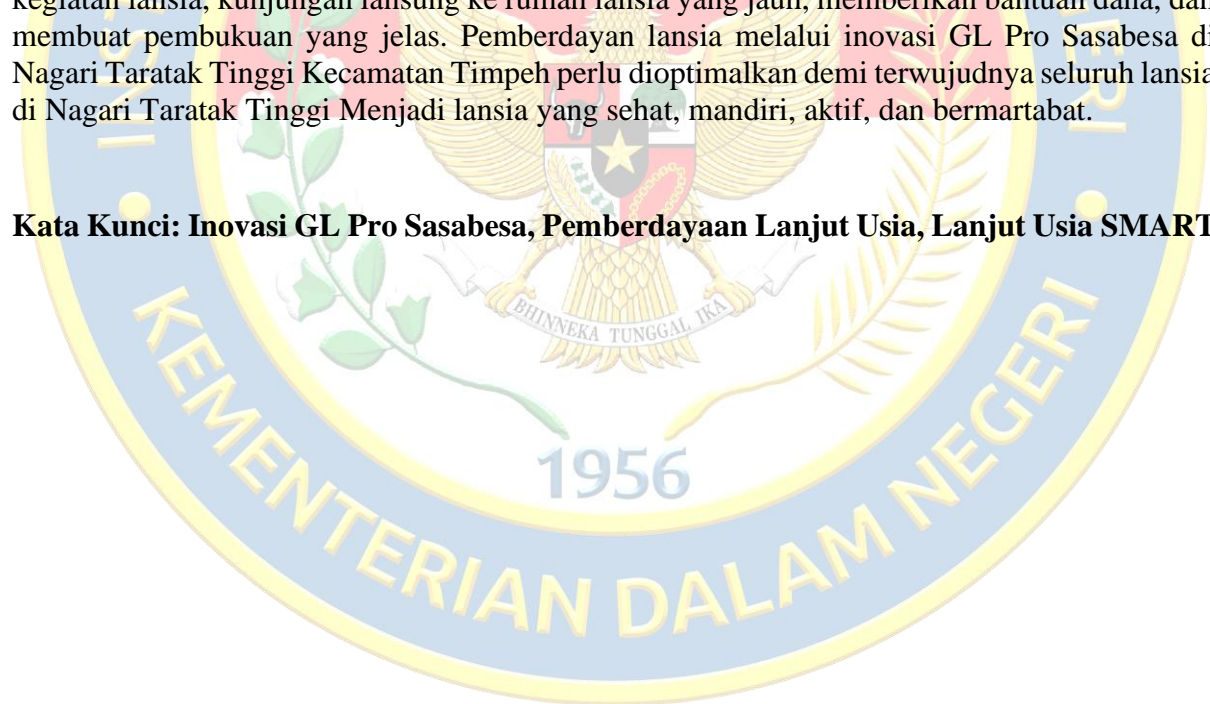 kegiatan lansia, kunjungan lansung ke rumah lansia yang jauh, memberikan bantuan dana, dan
membuat pembukuan yang jelas. Pemberdayan lansia melalui inovasi GL Pro Sasabesa di
Nagari Taratak Tinggi Kecamatan Timpeh perlu dioptimalkan demi terwujudnya seluruh lansia
di Nagari Taratak Tinggi Menjadi lansia yang sehat, mandiri, aktif, dan bermartabat.
Kata Kunci: Inovasi GL Pro Sasabesa, Pemberdayaan Lanjut Usia, Lanjut Usia SMART
BHINNEKA TUNGGAL IKA
1956
KEMENTERIAN DALAM NEGERI